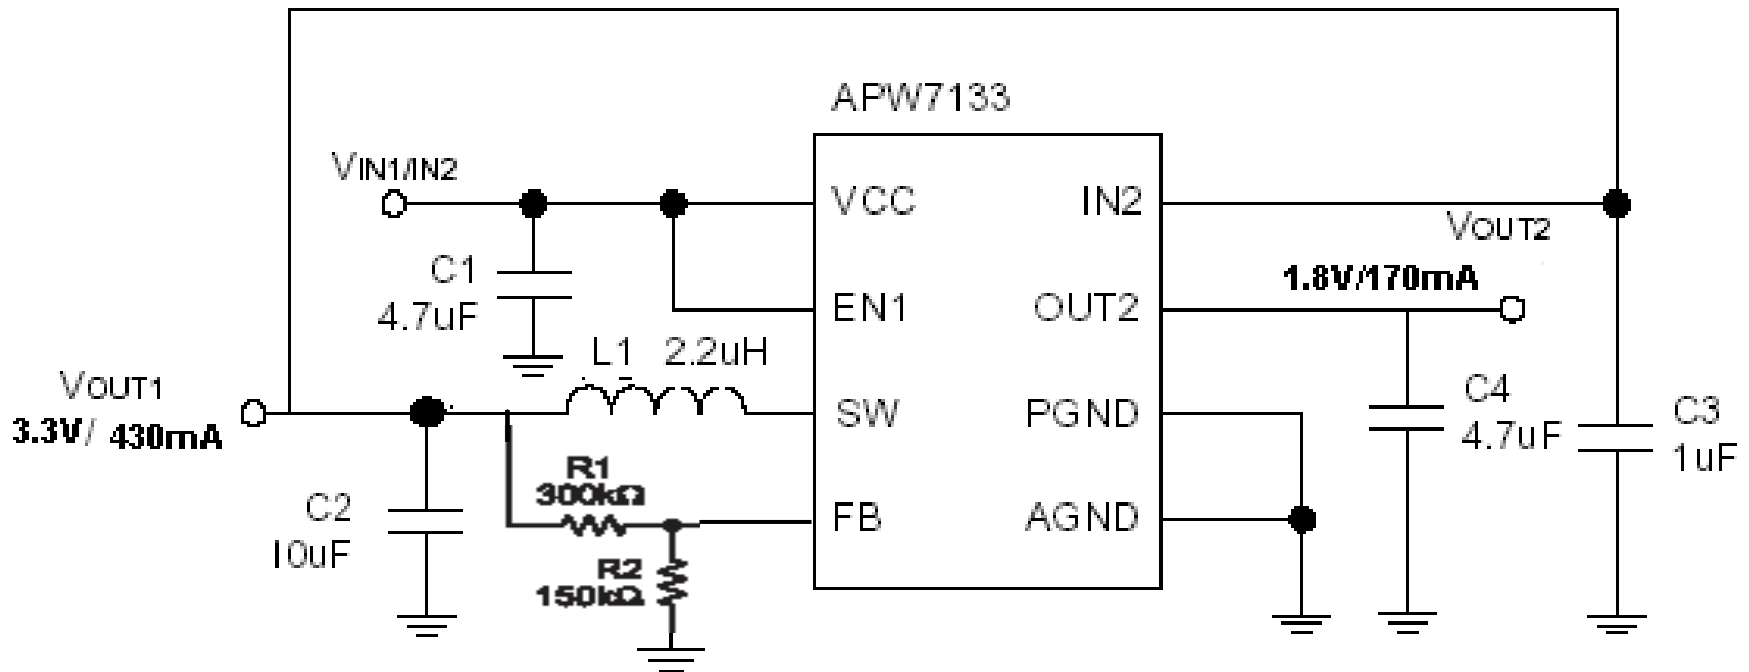 APW7133
VIN1/IN2
VCC
IN2
VOUT2
1.8V/170mA
C1
4.7uF
EN1
OUT2
L1 2.2uH
VOUT1
3.3V/ 430mA
SW
PGND
C4
4.7uF
C3
1uF
R1
300kΩ
C2
10uF
FB
AGND
R2
150kΩ